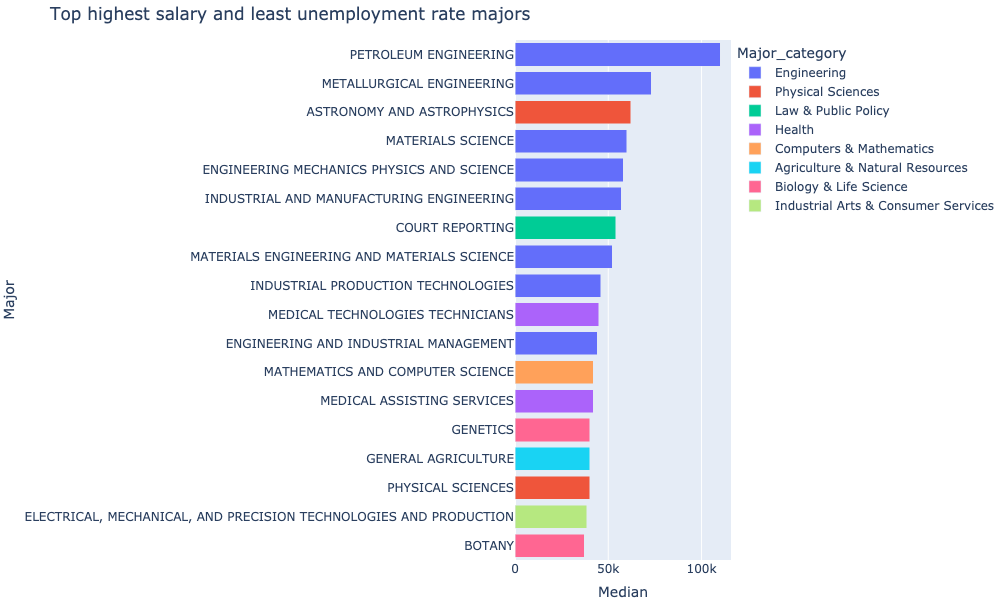 Top highest salary and least unemployment rate majors
PETROLEUM ENGINEERING
METALLURGICAL ENGINEERING
ASTRONOMY AND ASTROPHYSICS
MATERIALS SCIENCE
ENGINEERING MECHANICS PHYSICS AND SCIENCE
INDUSTRIAL AND MANUFACTURING ENGINEERING
COURT REPORTING
MATERIALS ENGINEERING AND MATERIALS SCIENCE
INDUSTRIAL PRODUCTION TECHNOLOGIES
MEDICAL TECHNOLOGIES TECHNICIANS
ENGINEERING AND INDUSTRIAL MANAGEMENT
MATHEMATICS AND COMPUTER SCIENCE
MEDICAL ASSISTING SERVICES
GENETICS
GENERAL AGRICULTURE
PHYSICAL SCIENCES
ELECTRICAL, MECHANICAL, AND PRECISION TECHNOLOGIES AND PRODUCTION
BOTANY
Major
0 50k 100k
Median
Major_category
Engineering
Physical Sciences
Law & Public Policy
Health
Computers & Mathematics
Agriculture & Natural Resources
Biology & Life Science
Industrial Arts & Consumer Services